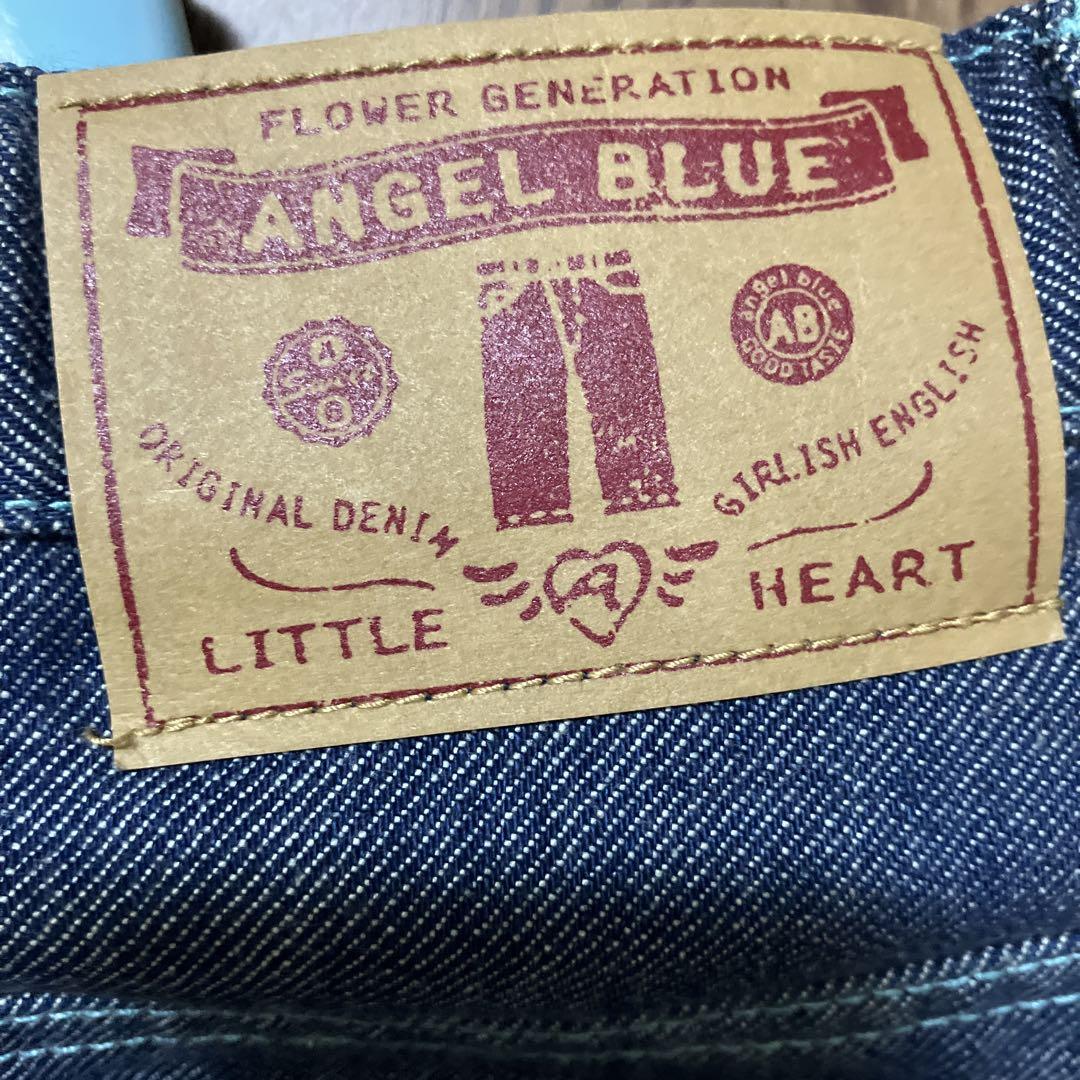 FLOWER GENERATION
ANGEL BLUE
angel blue
AB
GOOD TASTE
ORIGINAL DENIM
GIRLISH ENGLISH
LITTLE
HEART